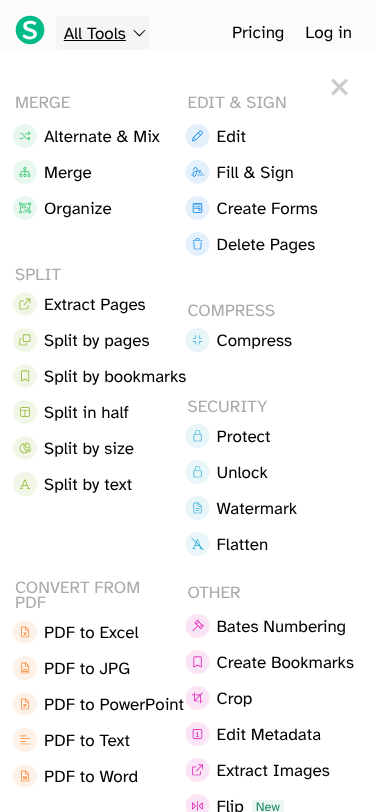 S
All Tools
Pricing
Log in
MERGE
Alternate & Mix
Merge
Organize
SPLIT
Extract Pages
Split by pages
Split by bookmarks
Split in half
Split by size
Split by text
CONVERT FROM
PDF
PDF to Excel
PDF to JPG
PDF to PowerPoint
PDF to Text
PDF to Word
EDIT & SIGN
Edit
Fill & Sign
Create Forms
Delete Pages
COMPRESS
Compress
SECURITY
Protect
Unlock
Watermark
Flatten
OTHER
Bates Numbering
Create Bookmarks
Crop
Edit Metadata
Extract Images
Flip New